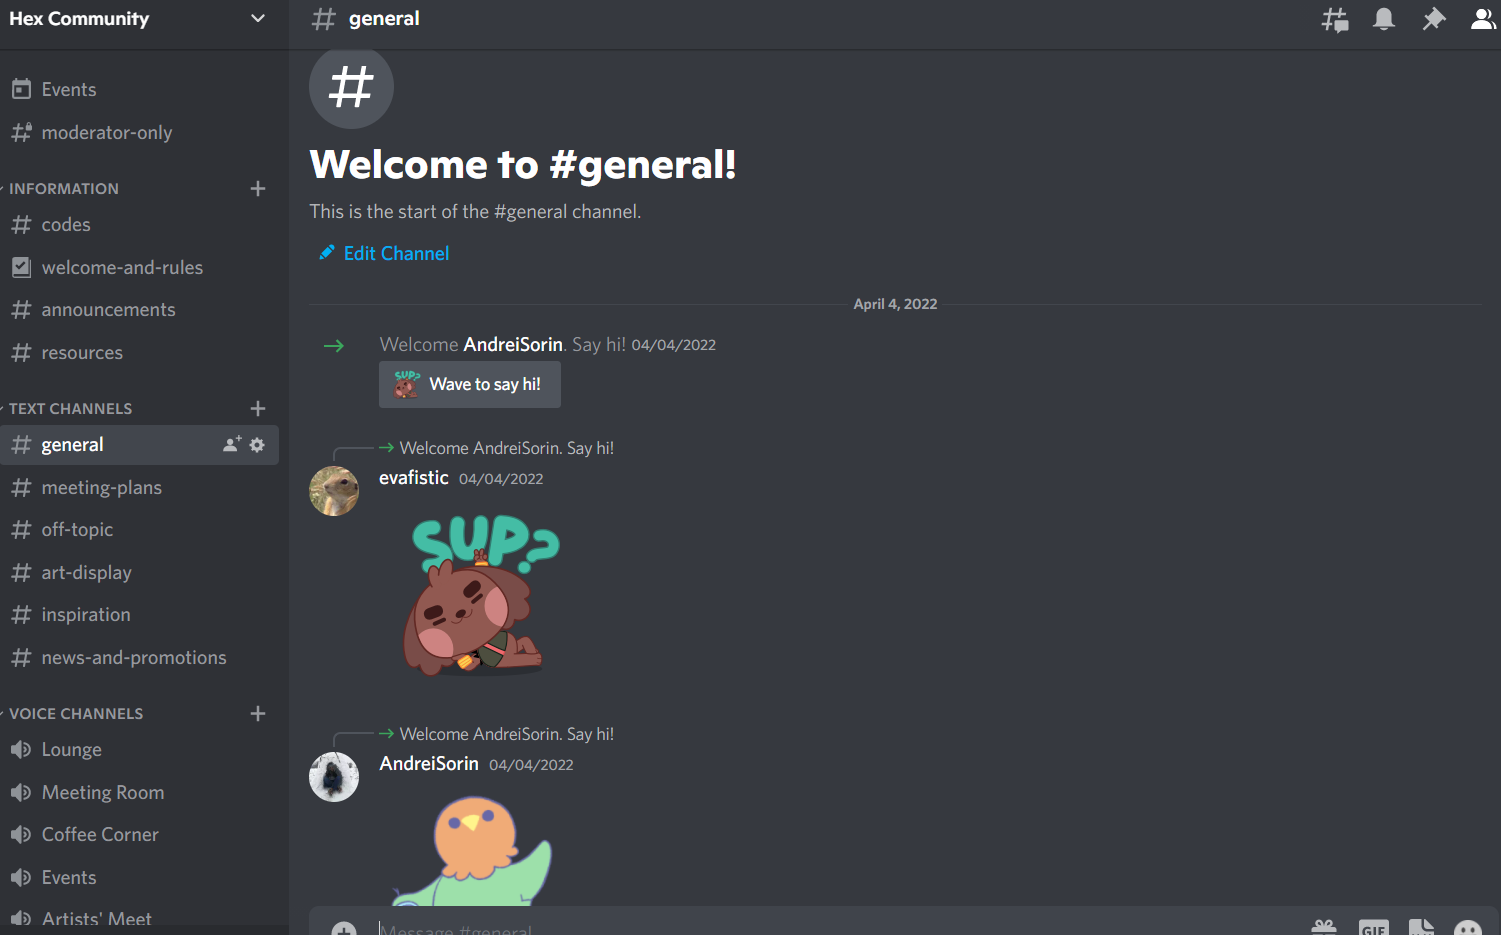 Hex Community
Events
moderator-only
INFORMATION
codes
welcome-and-rules
announcements
resources
TEXT CHANNELS
general
meeting-plans
off-topic
art-display
inspiration
news-and-promotions
VOICE CHANNELS
Lounge
Meeting Room
Coffee Corner
Events
Artists' Meet
# general
#
Welcome to #general!
This is the start of the #general channel.
Edit Channel
April 4, 2022
Welcome AndreiSorin. Say hi! 04/04/2022
SUP? Wave to say hi!
Welcome AndreiSorin. Say hi!
evafistic 04/04/2022
SUP?
Welcome AndreiSorin. Say hi!
AndreiSorin 04/04/2022
Message #general
GIF